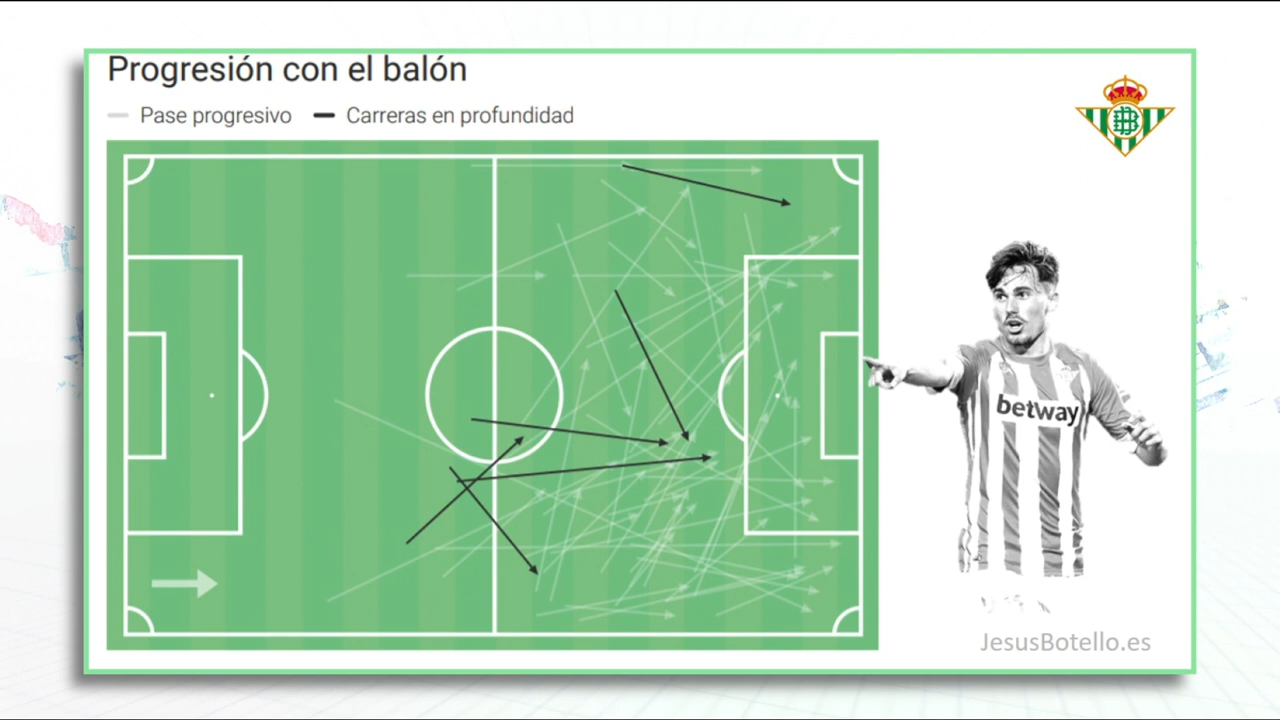 Progresión con el balón
Pase progresivo Carreras en profundidad
betway
JesusBotello.es